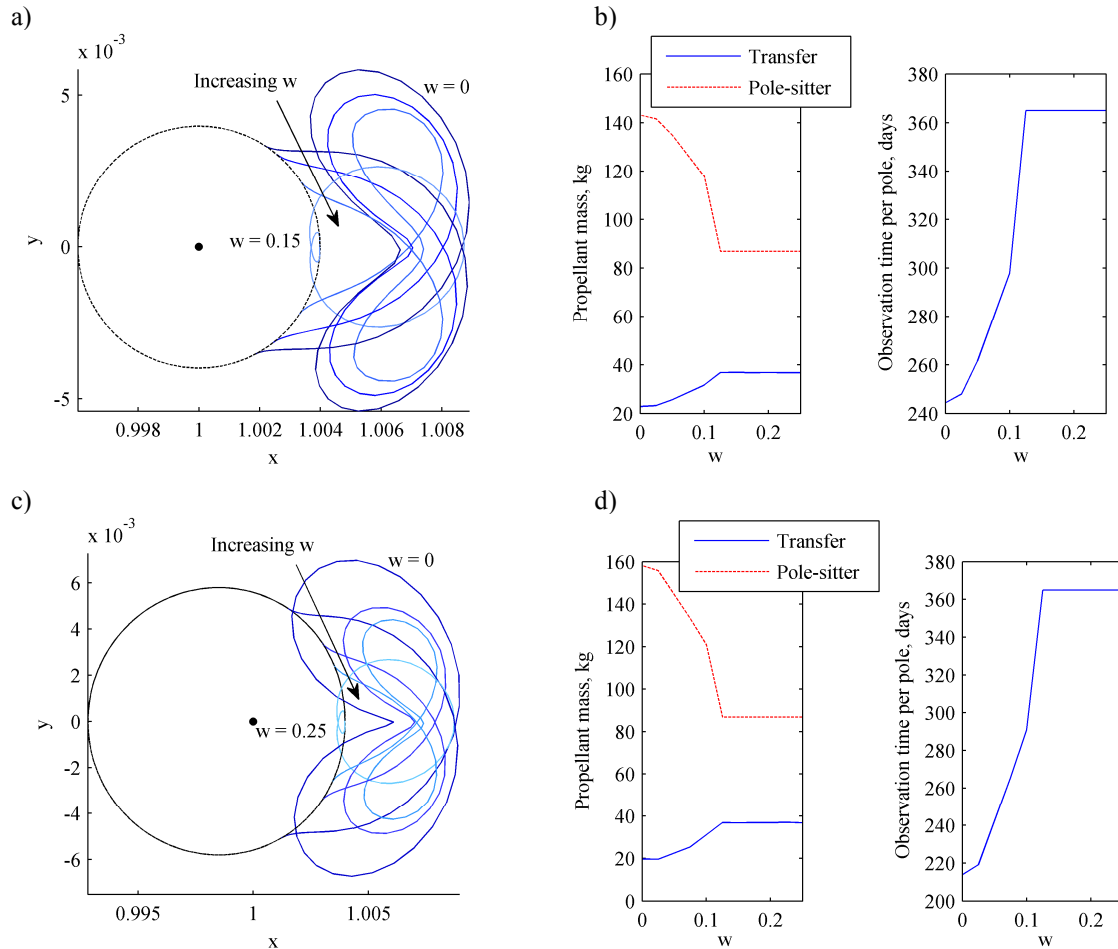 a)
x 10⁻³
Increasing w
w = 0
w = 0.15
5
0
-5
y
0.998 1 1.002 1.004 1.006 1.008
x
b)
Transfer
Pole-sitter
160
140
120
100
80
60
40
20
Propellant mass, kg
0 0.1 0.2
w
380
360
340
320
300
280
260
240
Observation time per pole, days
0 0.1 0.2
w
c)
x 10⁻³
Increasing w
w = 0
w = 0.25
6
4
2
0
-2
-4
-6
y
0.995 1 1.005
x
d)
Transfer
Pole-sitter
160
140
120
100
80
60
40
20
0
Propellant mass, kg
0 0.1 0.2
w
380
360
340
320
300
280
260
240
220
200
Observation time per pole, days
0 0.1 0.2
w